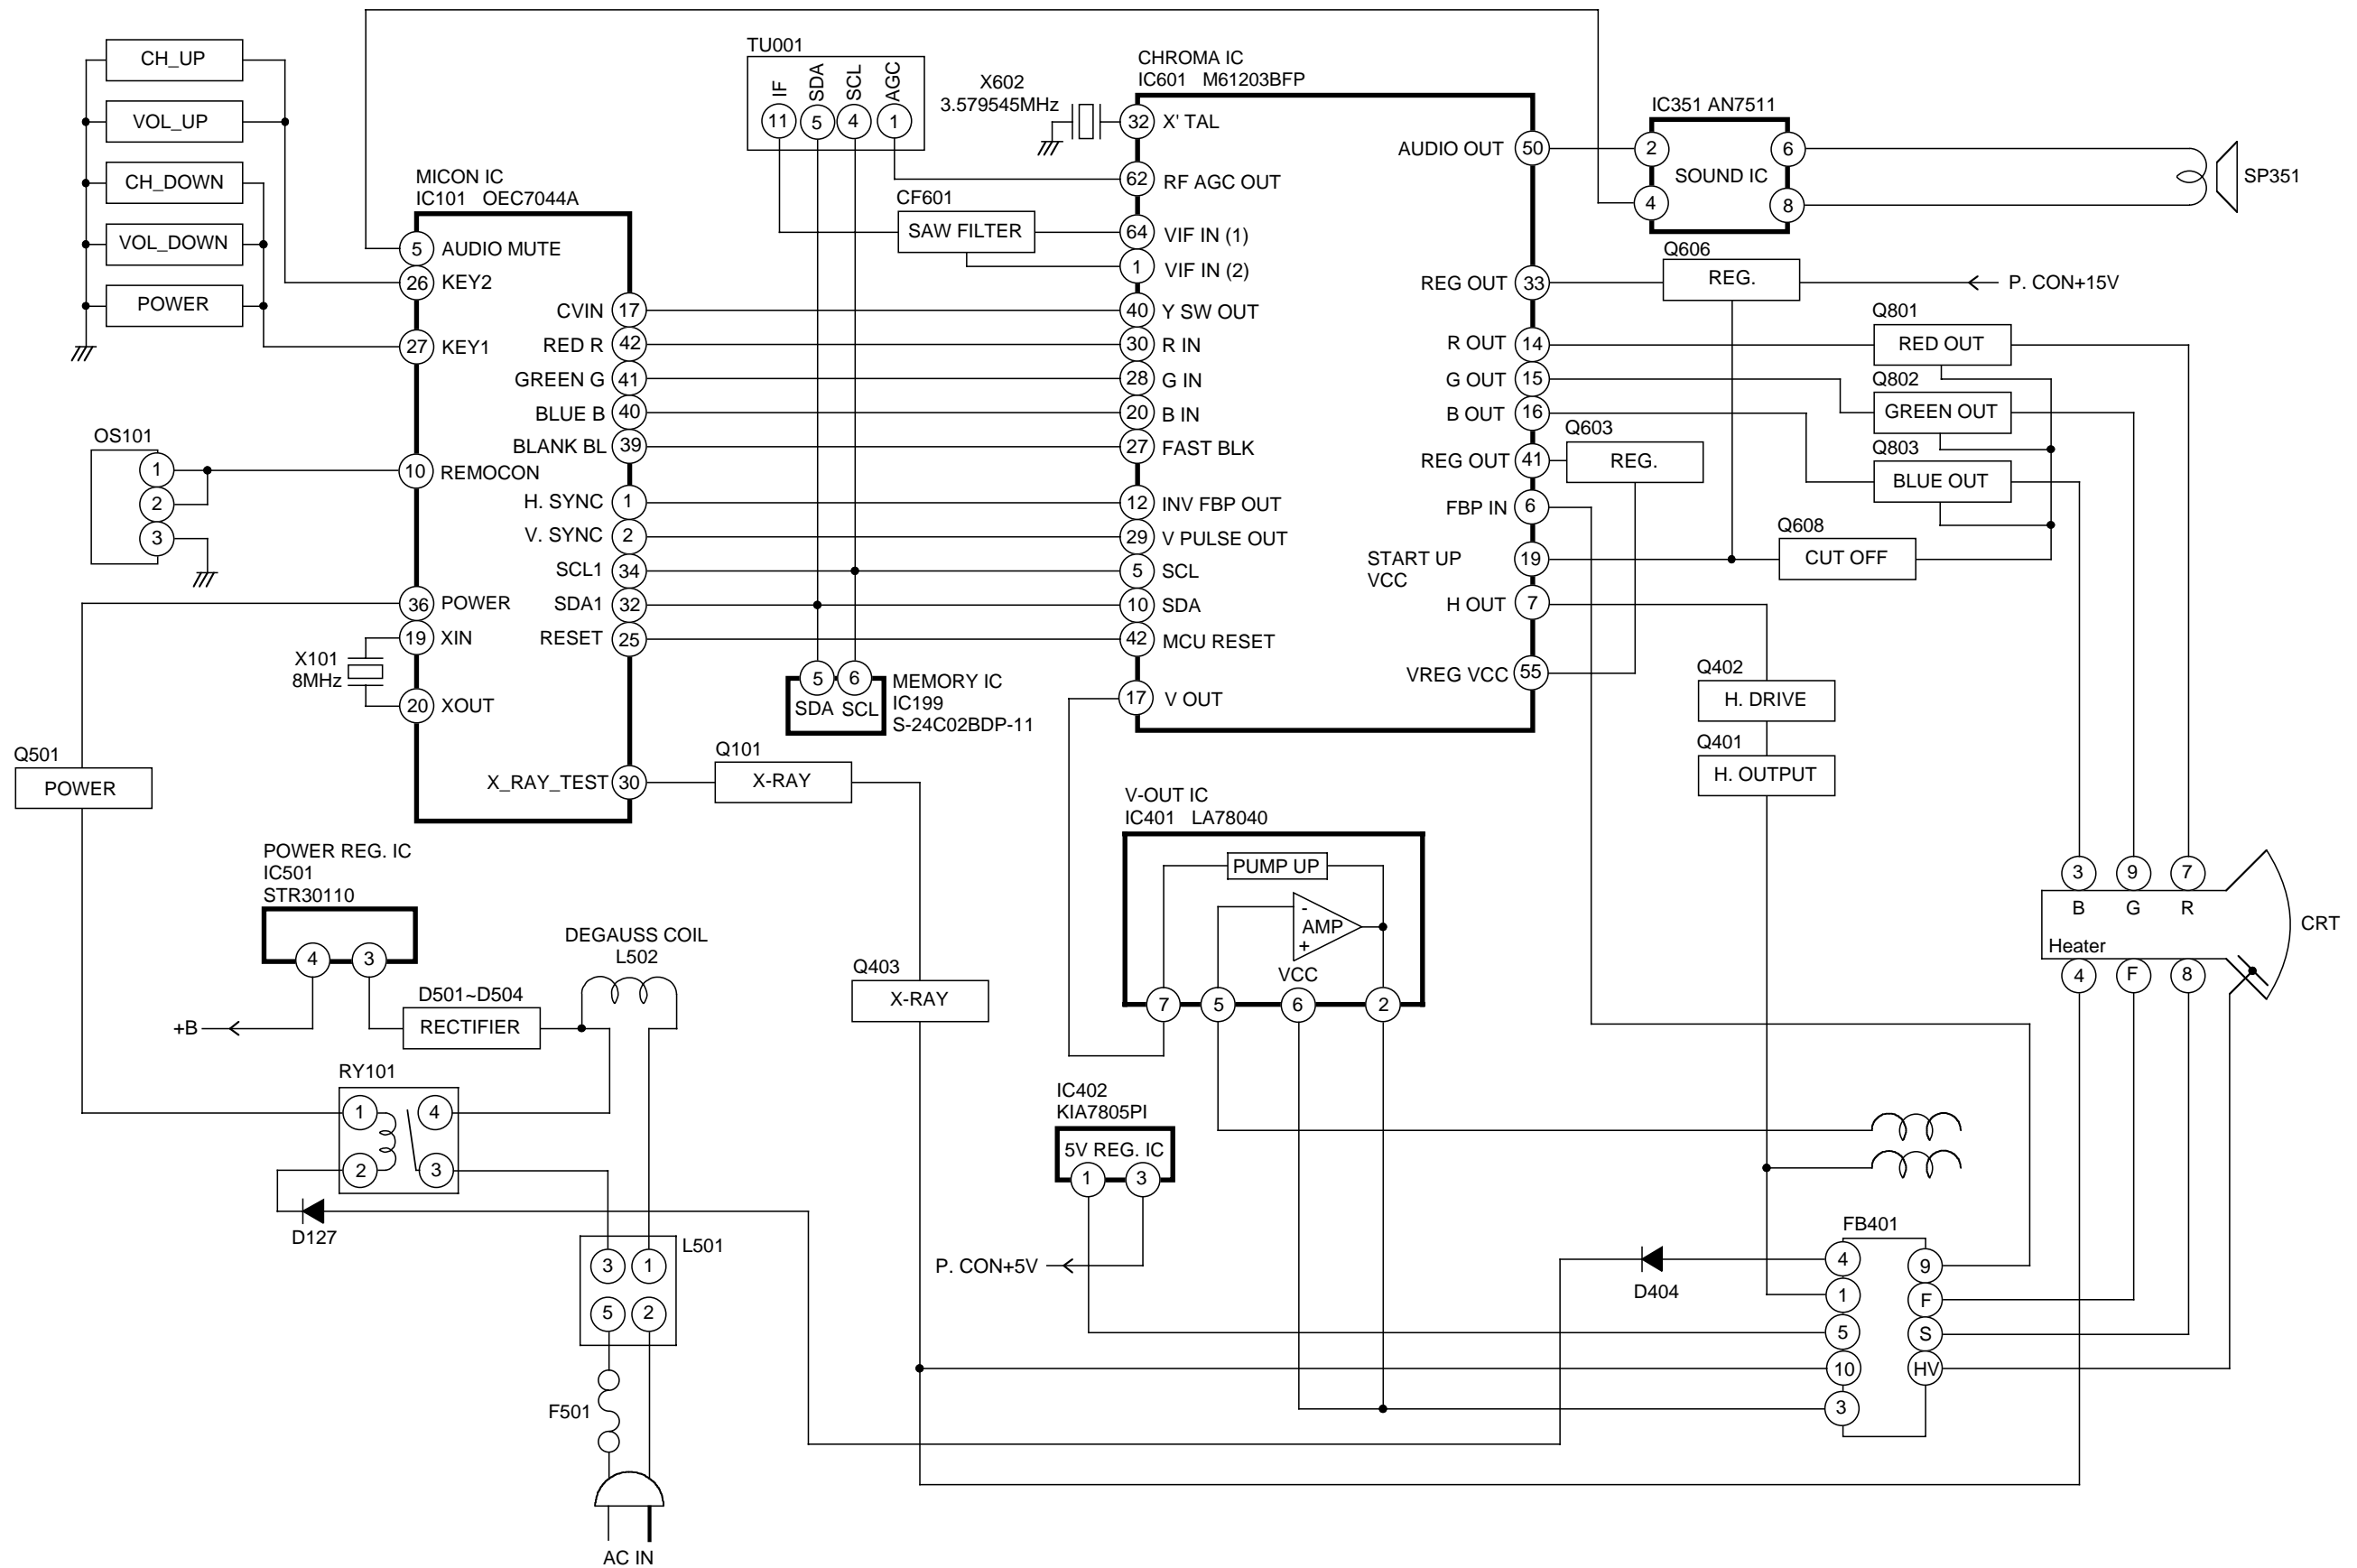 CH_UP
VOL_UP
CH_DOWN
VOL_DOWN
POWER
OS101
1
2
3
MICON IC
IC101 OEC7044A
5 AUDIO MUTE
26 KEY2
27 KEY1
10 REMOCON
36 POWER
19 XIN
20 XOUT
X101
8MHz
CVIN 17
RED R 42
GREEN G 41
BLUE B 40
BLANK BL 39
H. SYNC 1
V. SYNC 2
SCL1 34
SDA1 32
RESET 25
X_RAY_TEST 30
TU001
IF SDA SCL AGC
11 5 4 1
CF601
SAW FILTER
X602
3.579545MHz
5 6
SDA SCL
MEMORY IC
IC199
S-24C02BDP-11
CHROMA IC
IC601 M61203BFP
32 X' TAL
62 RF AGC OUT
64 VIF IN (1)
1 VIF IN (2)
40 Y SW OUT
30 R IN
28 G IN
20 B IN
27 FAST BLK
12 INV FBP OUT
29 V PULSE OUT
5 SCL
10 SDA
42 MCU RESET
17 V OUT
AUDIO OUT 50
REG OUT 33
R OUT 14
G OUT 15
B OUT 16
REG OUT 41
FBP IN 6
START UP 19
VCC
H OUT 7
VREG VCC 55
IC351 AN7511
2 6
SOUND IC
4 8
SP351
Q606
REG.
P. CON+15V
Q801
RED OUT
Q802
GREEN OUT
Q803
BLUE OUT
Q603
REG.
Q608
CUT OFF
Q402
H. DRIVE
Q401
H. OUTPUT
Q501
POWER
Q101
X-RAY
Q403
X-RAY
POWER REG. IC
IC501
STR30110
4 3
+B
D501~D504
RECTIFIER
DEGAUSS COIL
L502
RY101
1 4
2 3
D127
L501
3 1
5 2
F501
AC IN
V-OUT IC
IC401 LA78040
PUMP UP
-
AMP
+
VCC
7 5 6 2
IC402
KIA7805PI
5V REG. IC
1 3
P. CON+5V
D404
FB401
4
1
5
10
3
9
F
S
HV
3 9 7
B G R
Heater
4 F 8
CRT